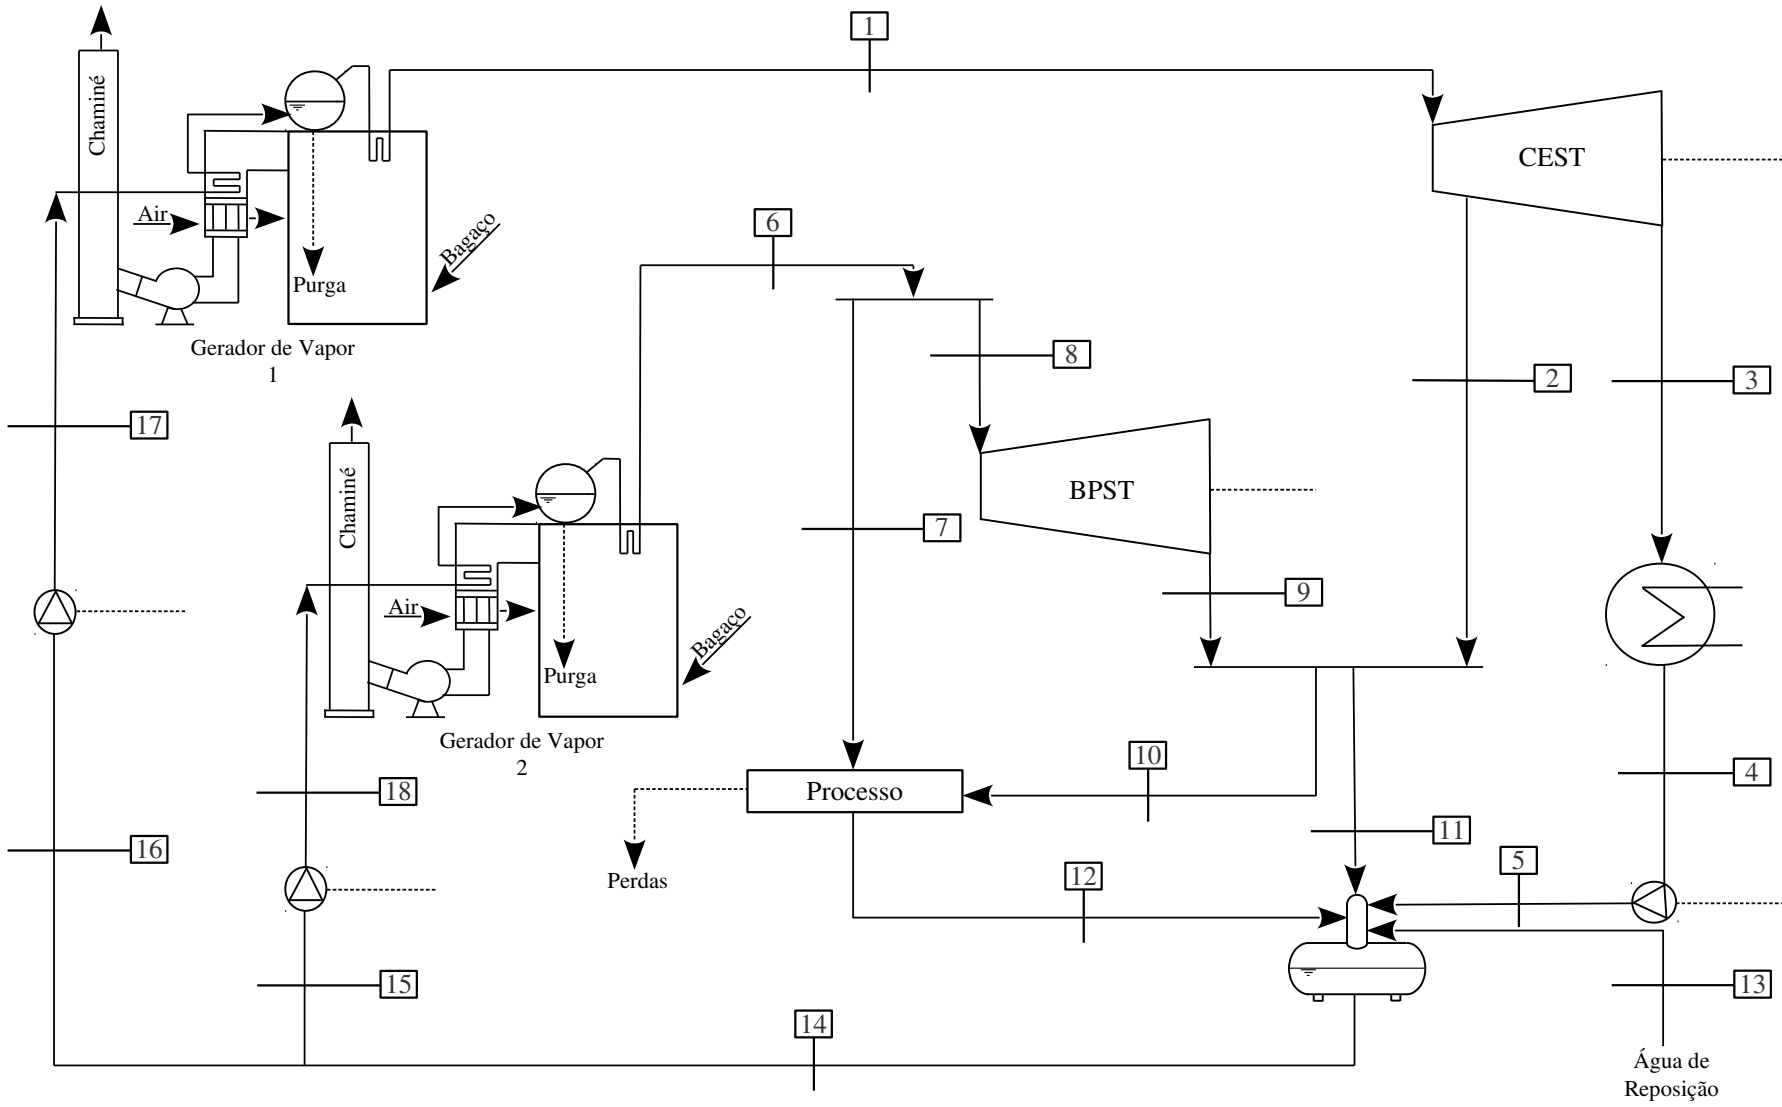 1
Chaminé
CEST
Air
Bagaço
6
Purga
Gerador de Vapor
1
8
2
3
17
Chaminé
BPST
7
9
Air
Bagaço
Purga
Gerador de Vapor
2
10
4
Processo
18
11
16
5
Perdas
12
15
13
14
Água de
Reposição